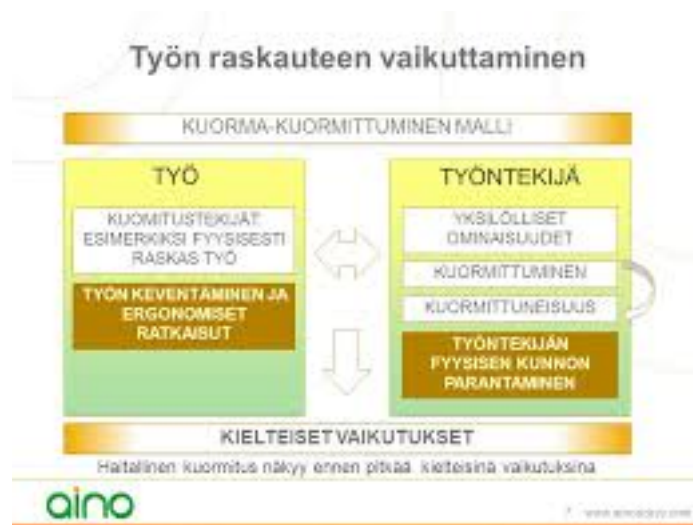 Työn raskauteen vaikuttaminen
KUORMA-KUORMITTUMINEN MALLI
TYÖ
KUOMITUSTEKIJÄT:
ESIMERKIKSI FYYSISESTI
RASKAS TYÖ
TYÖN KEVENTÄMINEN JA
ERGONOMISET
RATKAISUT
TYÖNTEKIJÄ
YKSILÖLLISET
OMINAISUUDET
KUORMITTUMINEN
KUORMITTUNEISUUS
TYÖNTEKIJÄN
FYYSISEN KUNNON
PARANTAMINEN
KIELTEISET VAIKUTUKSET
Haitallinen kuormitus näkyy ennen pitkää kielteisinä vaikutuksina
aino